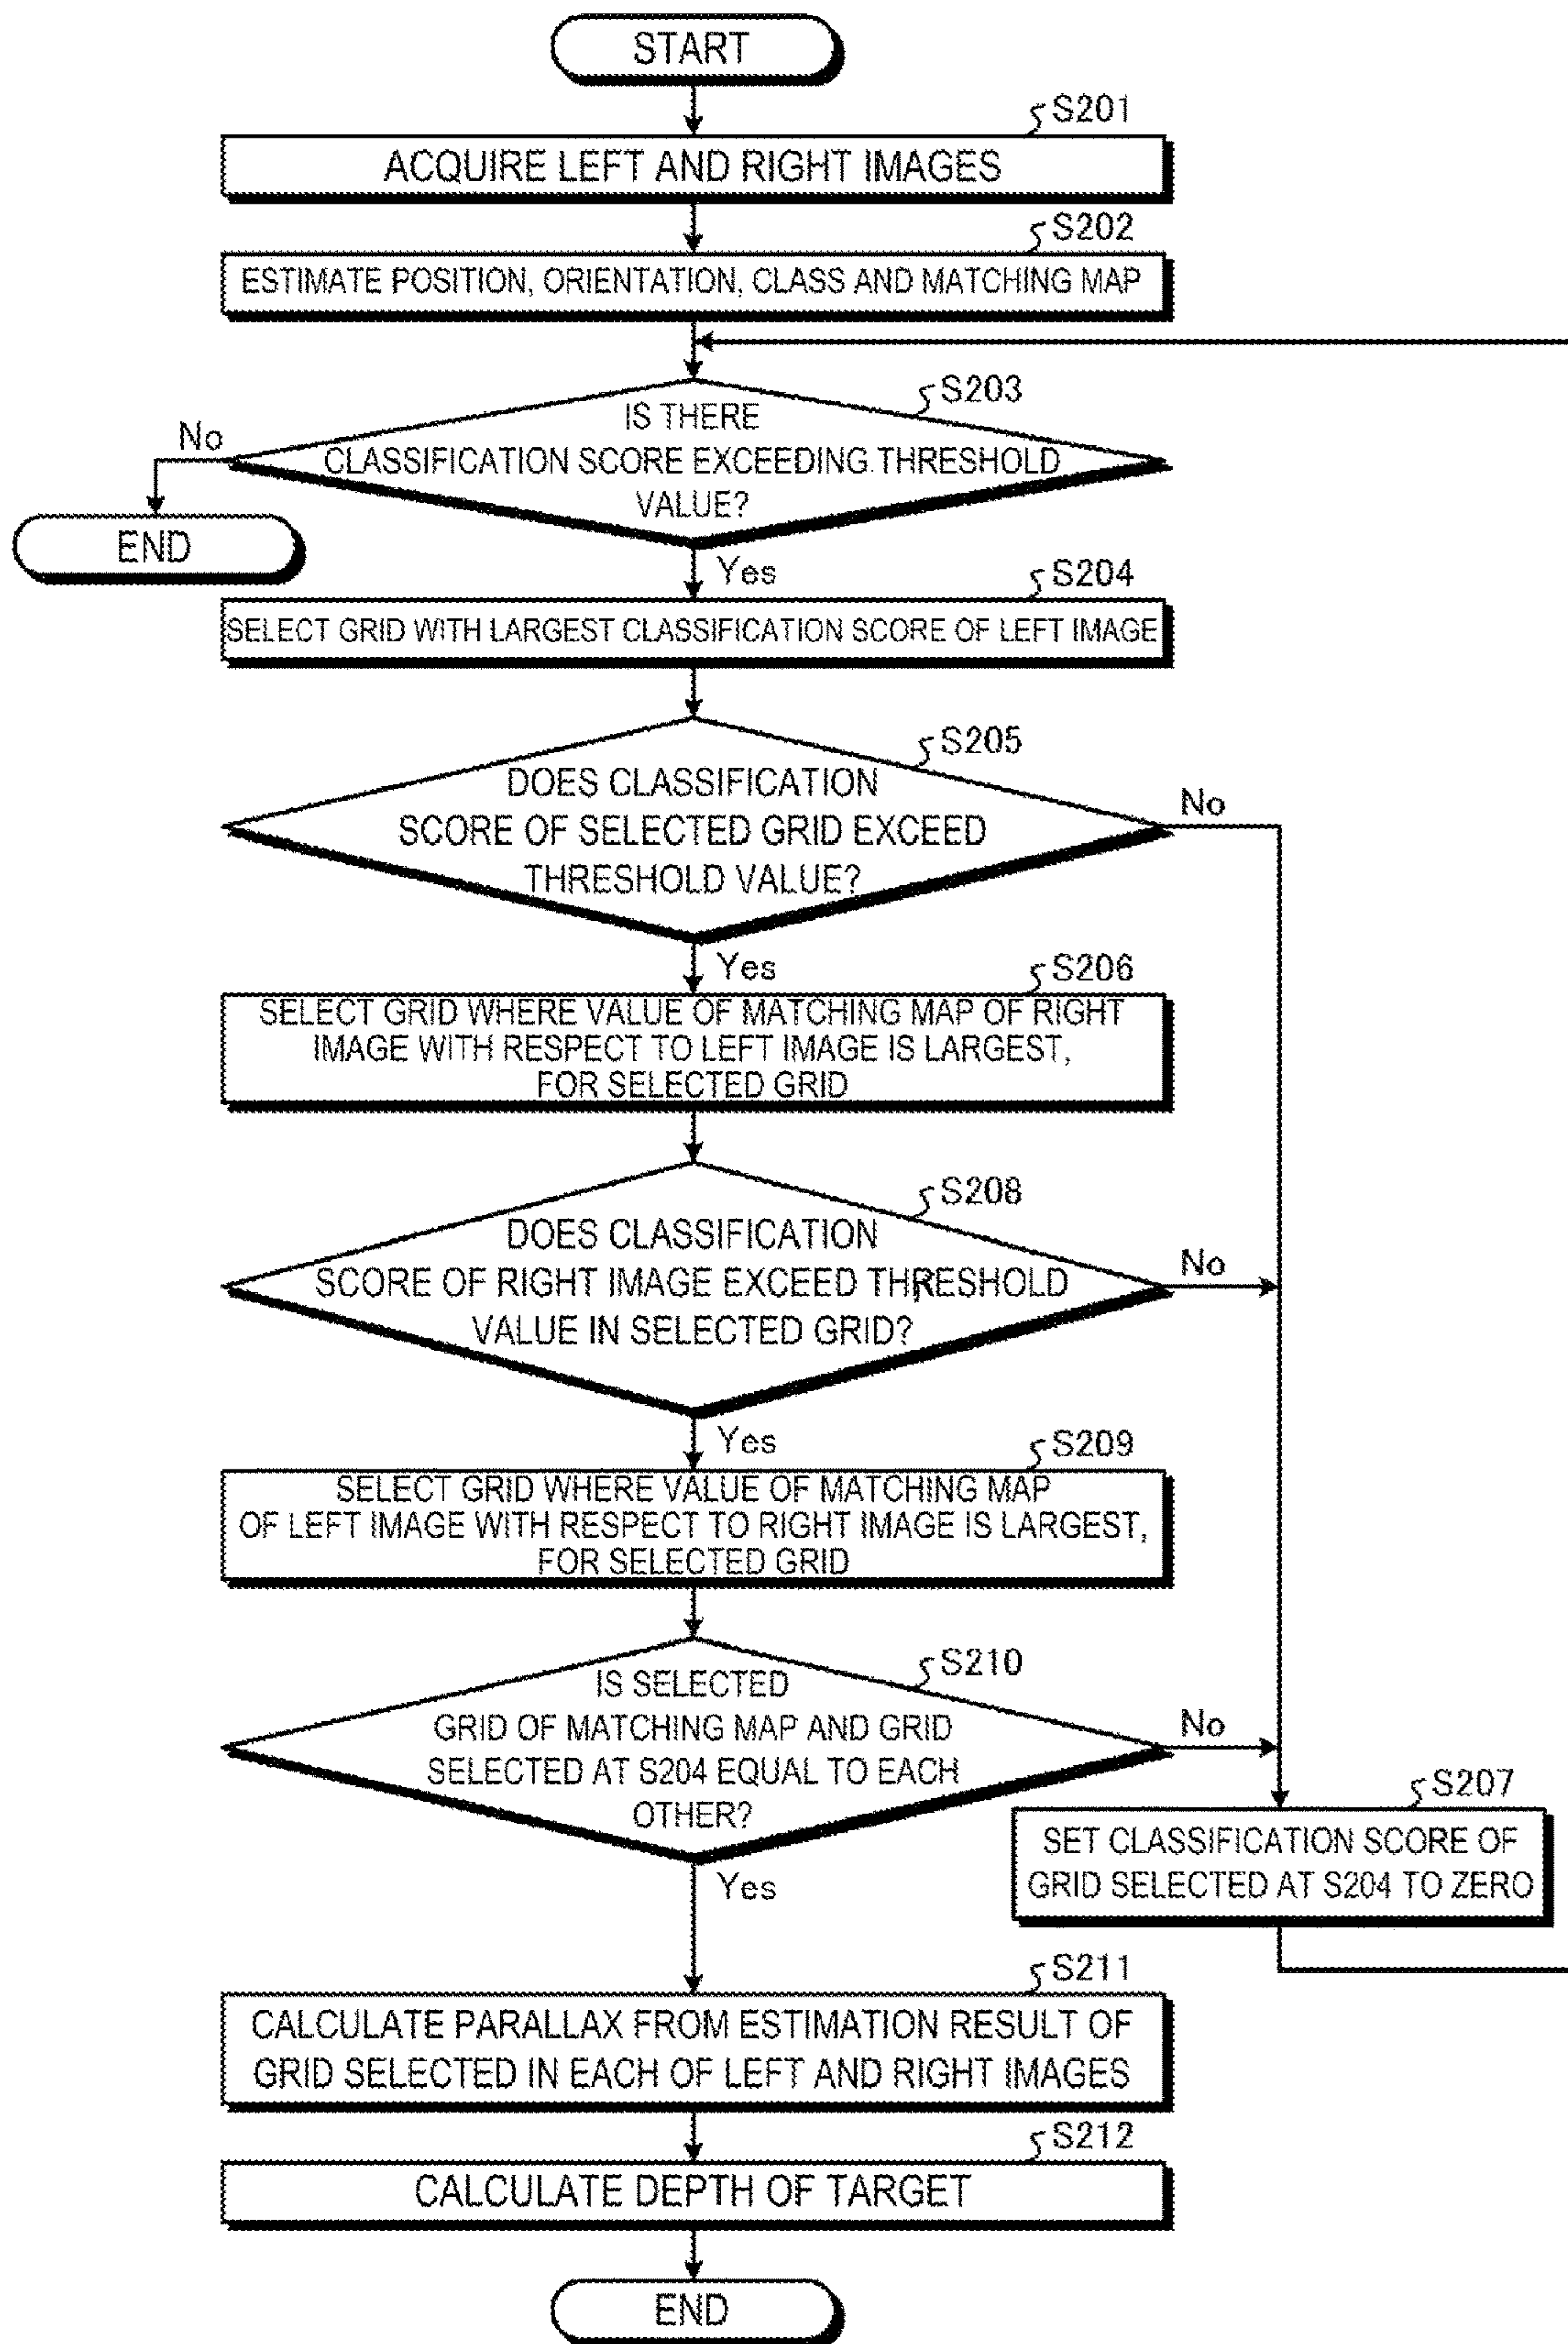 START
S201
ACQUIRE LEFT AND RIGHT IMAGES
S202
ESTIMATE POSITION, ORIENTATION, CLASS AND MATCHING MAP
S203
IS THERE
CLASSIFICATION SCORE EXCEEDING THRESHOLD
VALUE?
No
END
Yes
S204
SELECT GRID WITH LARGEST CLASSIFICATION SCORE OF LEFT IMAGE
S205
DOES CLASSIFICATION
SCORE OF SELECTED GRID EXCEED
THRESHOLD VALUE?
No
Yes
S206
SELECT GRID WHERE VALUE OF MATCHING MAP OF RIGHT
IMAGE WITH RESPECT TO LEFT IMAGE IS LARGEST,
FOR SELECTED GRID
S208
DOES CLASSIFICATION
SCORE OF RIGHT IMAGE EXCEED THRESHOLD
VALUE IN SELECTED GRID?
No
Yes
S209
SELECT GRID WHERE VALUE OF MATCHING MAP
OF LEFT IMAGE WITH RESPECT TO RIGHT IMAGE IS LARGEST,
FOR SELECTED GRID
S210
IS SELECTED
GRID OF MATCHING MAP AND GRID
SELECTED AT S204 EQUAL TO EACH
OTHER?
No
Yes
S207
SET CLASSIFICATION SCORE OF
GRID SELECTED AT S204 TO ZERO
S211
CALCULATE PARALLAX FROM ESTIMATION RESULT OF
GRID SELECTED IN EACH OF LEFT AND RIGHT IMAGES
S212
CALCULATE DEPTH OF TARGET
END